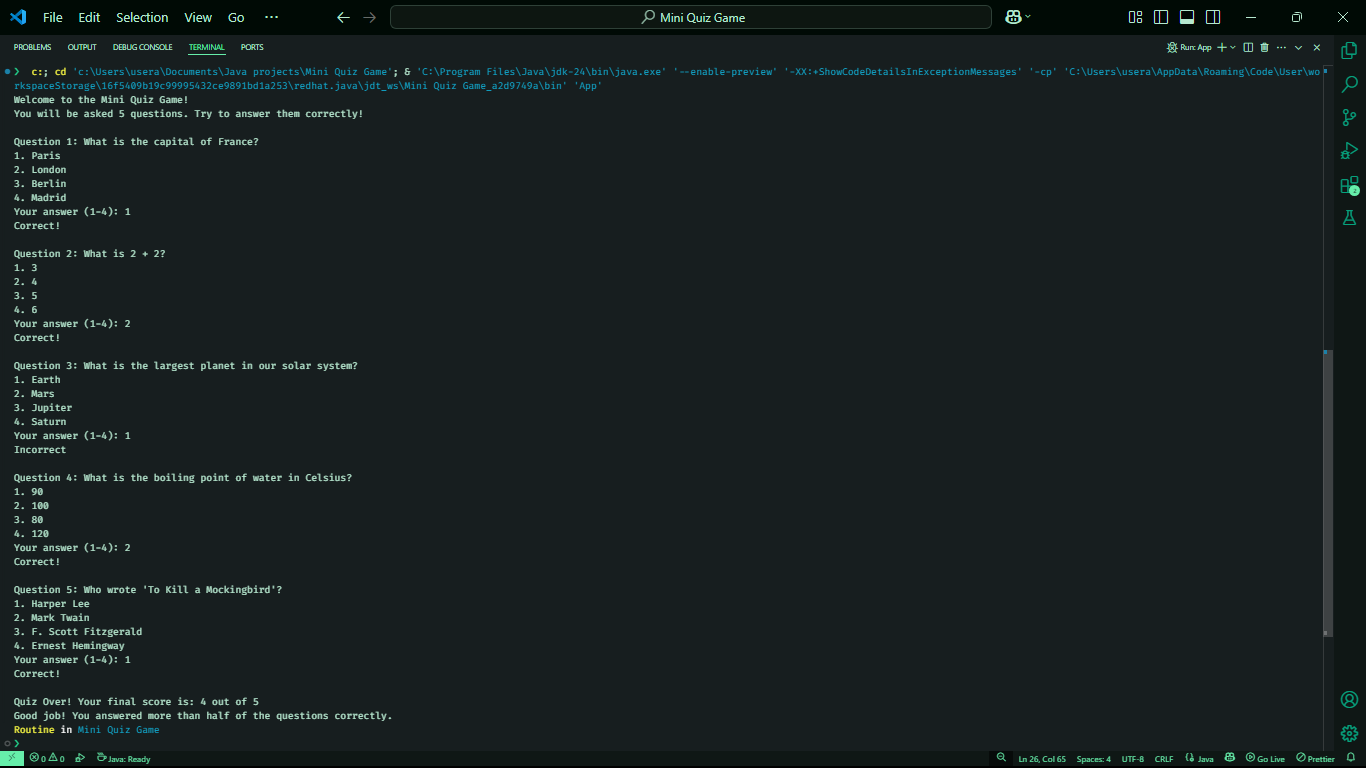 File Edit Selection View Go ··· Mini Quiz Game
PROBLEMS OUTPUT DEBUG CONSOLE TERMINAL PORTS Run: App
c:; cd 'c:\Users\usera\Documents\Java projects\Mini Quiz Game'; & 'C:\Program Files\Java\jdk-24\bin\java.exe' '--enable-preview' '-XX:+ShowCodeDetailsInExceptionMessages' '-cp' 'C:\Users\usera\AppData\Roaming\Code\User\wo
rkspaceStorage\16f5409b19c99995432ce9891bd1a253\redhat.java\jdt_ws\Mini Quiz Game_a2d9749a\bin' 'App'
Welcome to the Mini Quiz Game!
You will be asked 5 questions. Try to answer them correctly!
Question 1: What is the capital of France?
1. Paris
2. London
3. Berlin
4. Madrid
Your answer (1-4): 1
Correct!
Question 2: What is 2 + 2?
1. 3
2. 4
3. 5
4. 6
Your answer (1-4): 2
Correct!
Question 3: What is the largest planet in our solar system?
1. Earth
2. Mars
3. Jupiter
4. Saturn
Your answer (1-4): 1
Incorrect
Question 4: What is the boiling point of water in Celsius?
1. 90
2. 100
3. 80
4. 120
Your answer (1-4): 2
Correct!
Question 5: Who wrote 'To Kill a Mockingbird'?
1. Harper Lee
2. Mark Twain
3. F. Scott Fitzgerald
4. Ernest Hemingway
Your answer (1-4): 1
Correct!
Quiz Over! Your final score is: 4 out of 5
Good job! You answered more than half of the questions correctly.
Routine in Mini Quiz Game
0 0 Java: Ready Ln 26, Col 65 Spaces: 4 UTF-8 CRLF Java Go Live Prettier